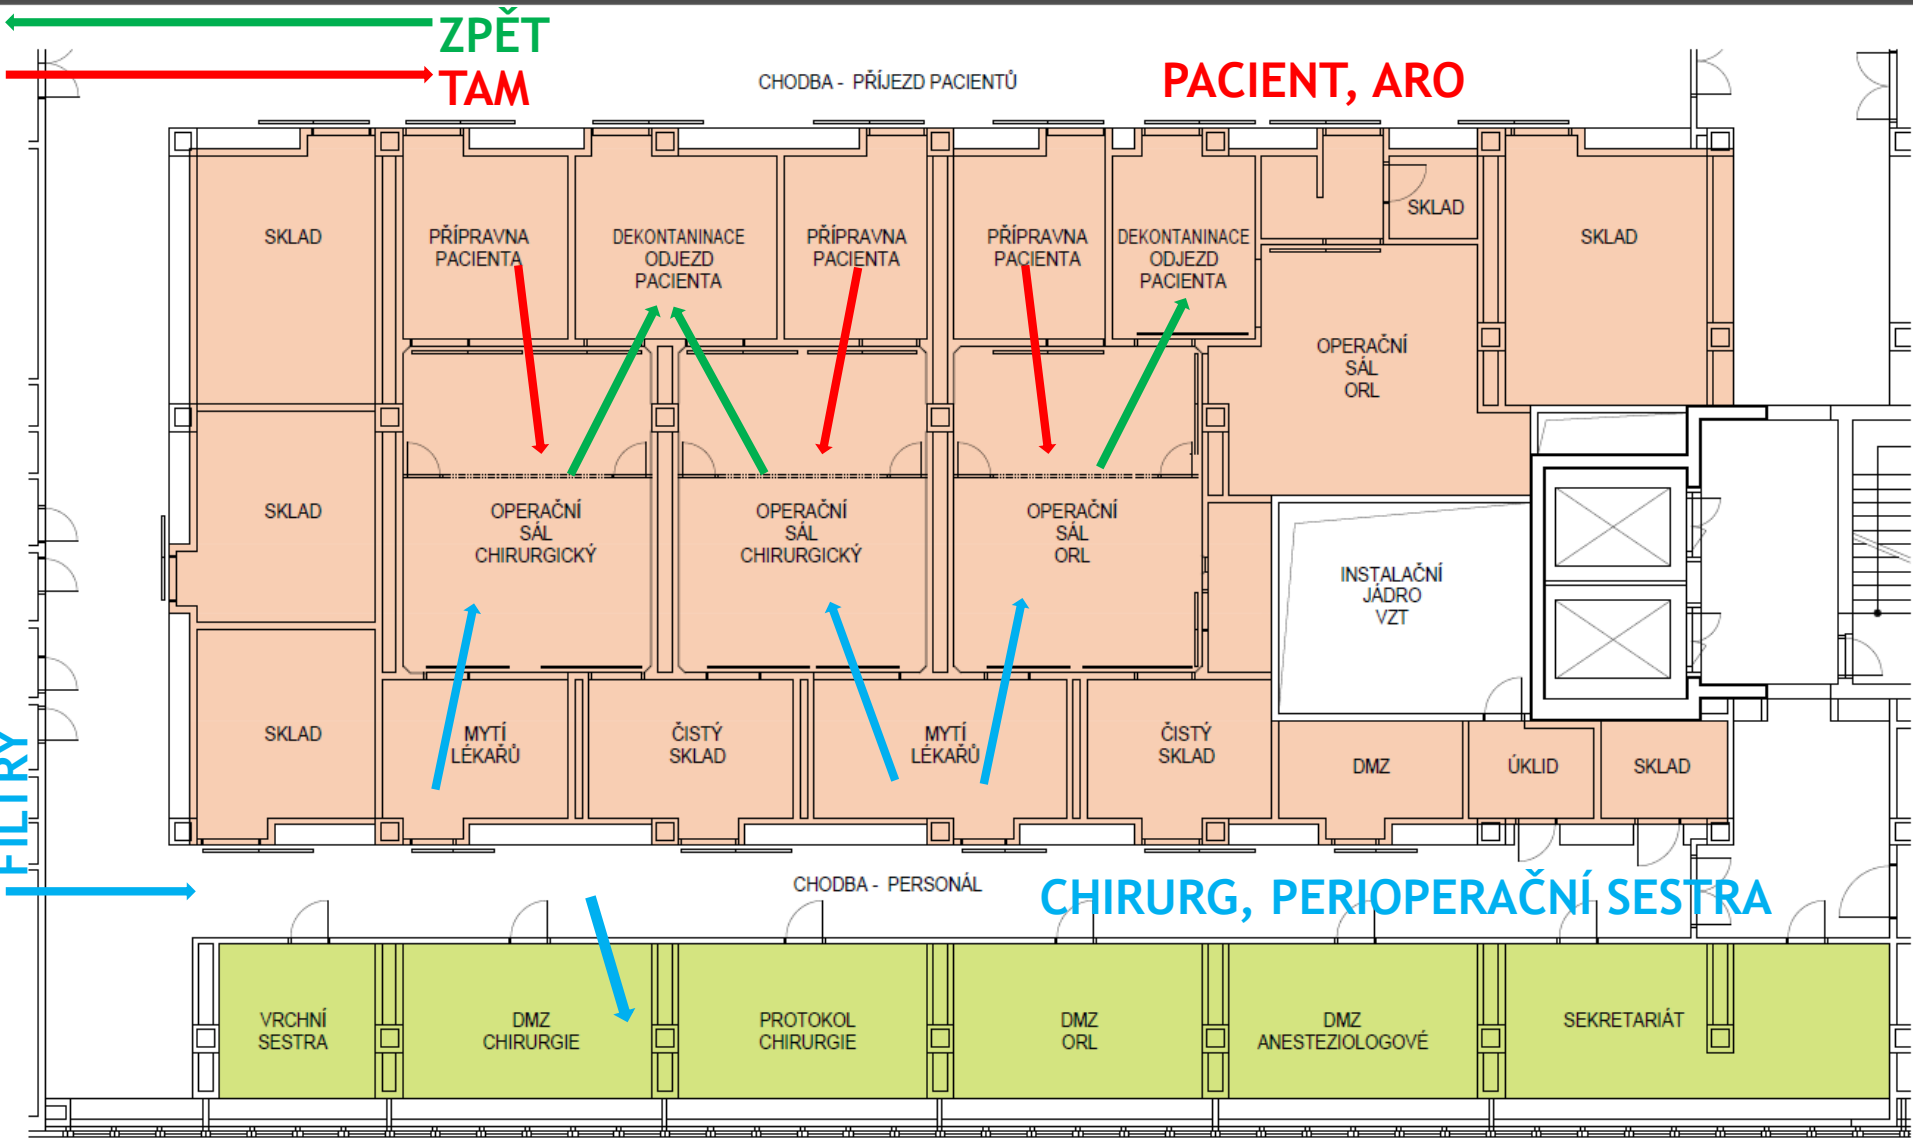 ZPĚT
TAM
CHODBA - PŘÍJEZD PACIENTŮ
PACIENT, ARO
SKLAD
PŘÍPRAVNA
PACIENTA
DEKONTANINACE
ODJEZD
PACIENTA
PŘÍPRAVNA
PACIENTA
PŘÍPRAVNA
PACIENTA
DEKONTANINACE
ODJEZD
PACIENTA
SKLAD
SKLAD
OPERAČNÍ
SÁL
ORL
SKLAD
OPERAČNÍ
SÁL
CHIRURGICKÝ
OPERAČNÍ
SÁL
CHIRURGICKÝ
OPERAČNÍ
SÁL
ORL
INSTALAČNÍ
JÁDRO
VZT
SKLAD
MYTÍ
LÉKAŘŮ
ČISTÝ
SKLAD
MYTÍ
LÉKAŘŮ
ČISTÝ
SKLAD
DMZ
ÚKLID
SKLAD
FILTRY
CHODBA - PERSONÁL
CHIRURG, PERIOPERAČNÍ SESTRA
VRCHNÍ
SESTRA
DMZ
CHIRURGIE
PROTOKOL
CHIRURGIE
DMZ
ORL
DMZ
ANESTEZIOLOGOVÉ
SEKRETARIÁT